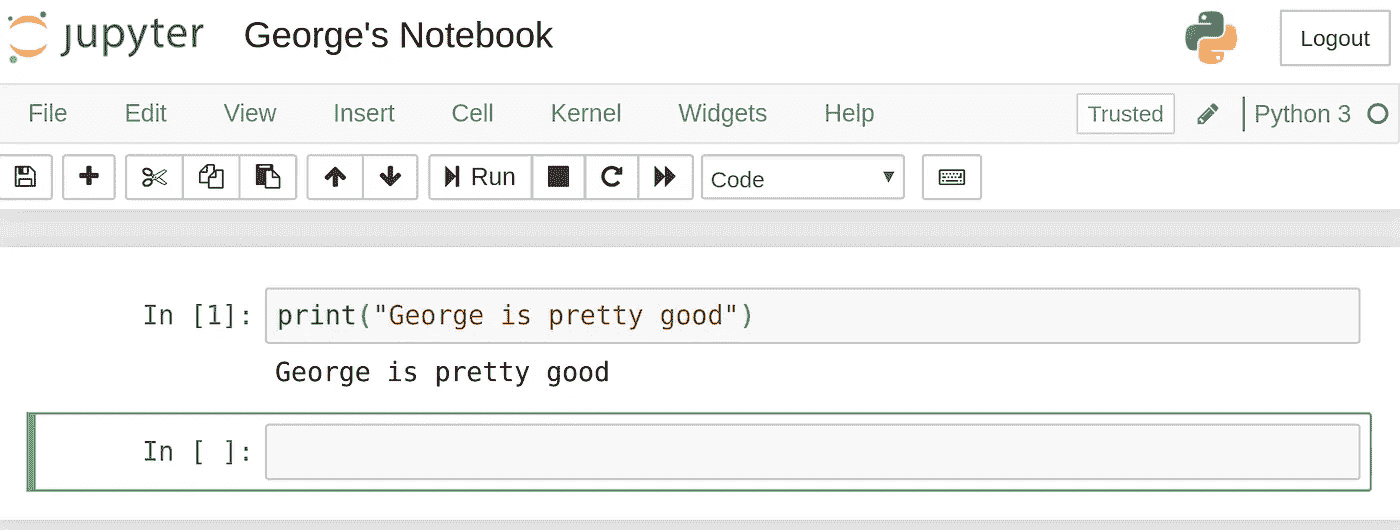 jupyter George's Notebook Logout
File Edit View Insert Cell Kernel Widgets Help Trusted Python 3
Run Code
In [1]: print("George is pretty good")
George is pretty good
In [ ]: